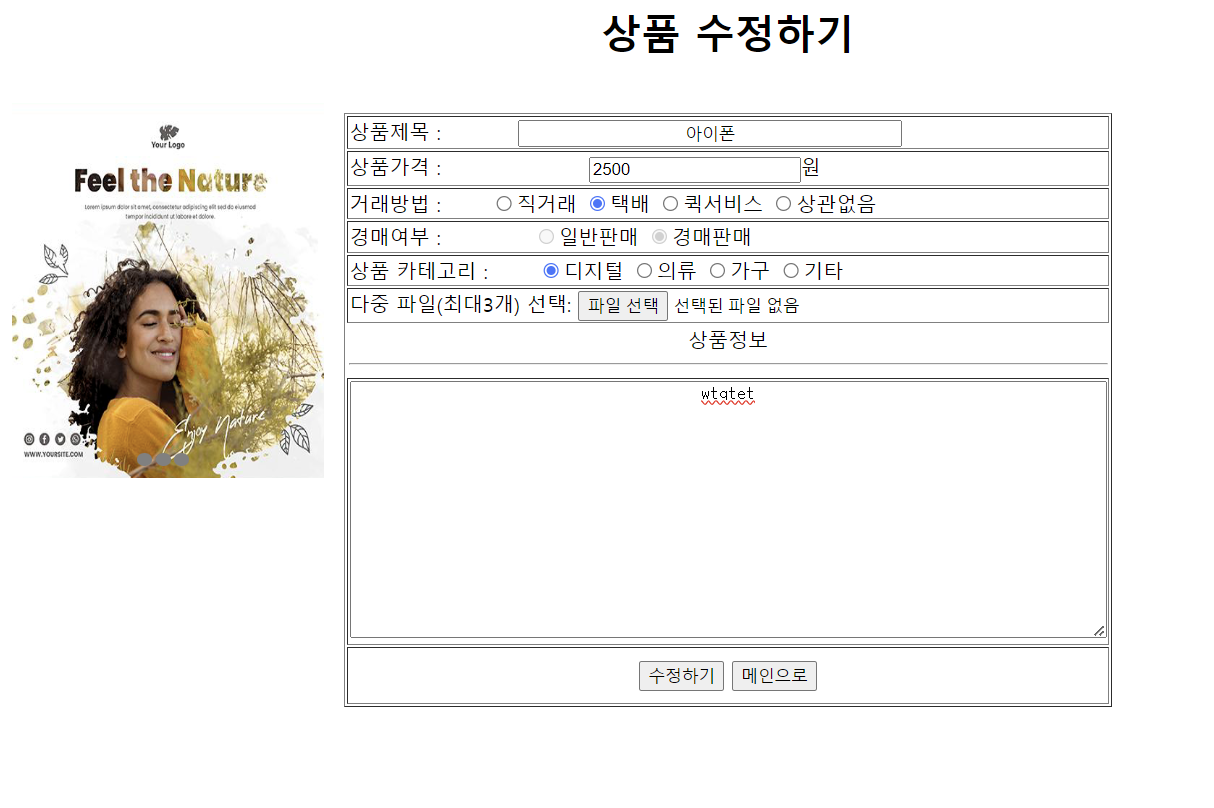 상품 수정하기
Your Logo
Feel the Nature
Lorem ipsum dolor sit amet, consectetur adipiscing elit sed do eiusmod
tempor incididunt ut labore et dolore.
Enjoy Nature
WWW.YOURSITE.COM
상품제목 : 아이폰
상품가격 : 2500원
거래방법 : 직거래 택배 퀵서비스 상관없음
경매여부 : 일반판매 경매판매
상품 카테고리 : 디지털 의류 가구 기타
다중 파일(최대3개) 선택: 파일 선택 선택된 파일 없음
상품정보
wtqtet
수정하기 메인으로